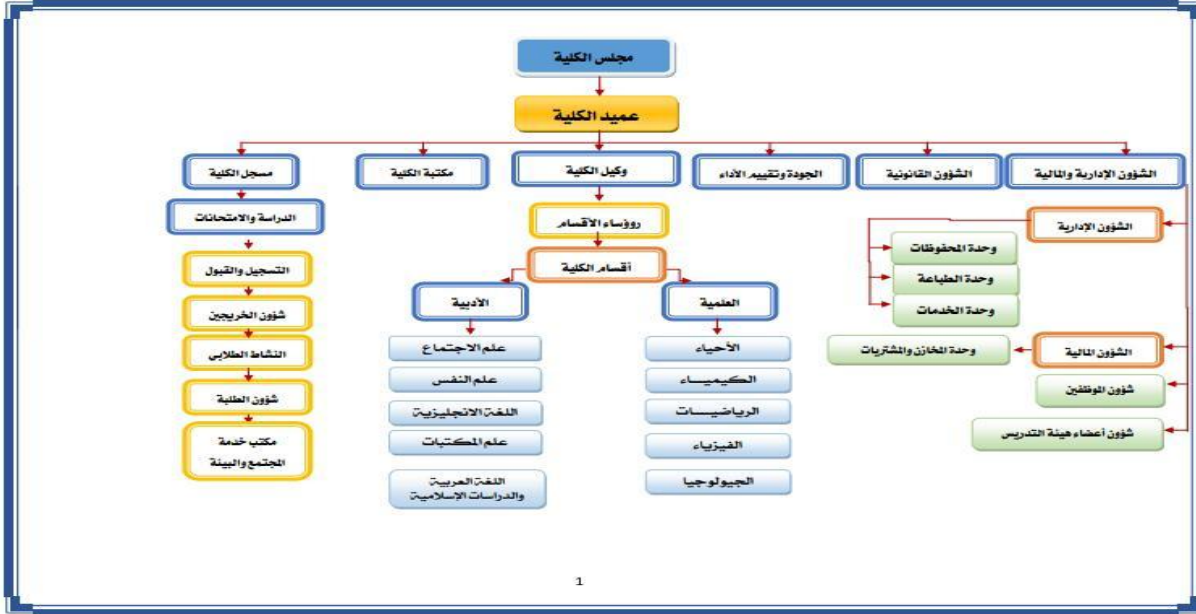 مجلس الكلية
عميد الكلية
الشؤون الإدارية والمالية
الشؤون القانونية
الجودة وتقييم الأداء
وكيل الكلية
مكتبة الكلية
مسجل الكلية
الشؤون الإدارية
وحدة المحفوظات
وحدة الطباعة
وحدة الخدمات
الشؤون المالية
وحدة المخازن والمشتريات
شؤون الموظفين
شؤون أعضاء هيئة التدريس
روؤساء الأقسام
أقسام الكلية
العلمية
الأحياء
الكيميـــاء
الرياضيـــات
الفيزياء
الجيولوجيا
الأدبية
علم الاجتماع
علم النفس
اللغة الانجليزية
علم المكتبات
اللغة العربية
والدراسات الإسلامية
الدراسة والامتحانات
التسجيل والقبول
شؤون الخريجين
النشاط الطلابي
شؤون الطلبة
مكتب خدمة
المجتمع والبيئة
1